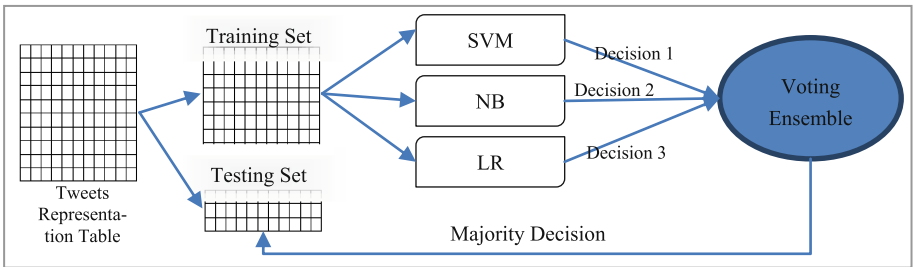 Tweets
Representa-
tion Table
Training Set
Testing Set
SVM
NB
LR
Decision 1
Decision 2
Decision 3
Voting
Ensemble
Majority Decision